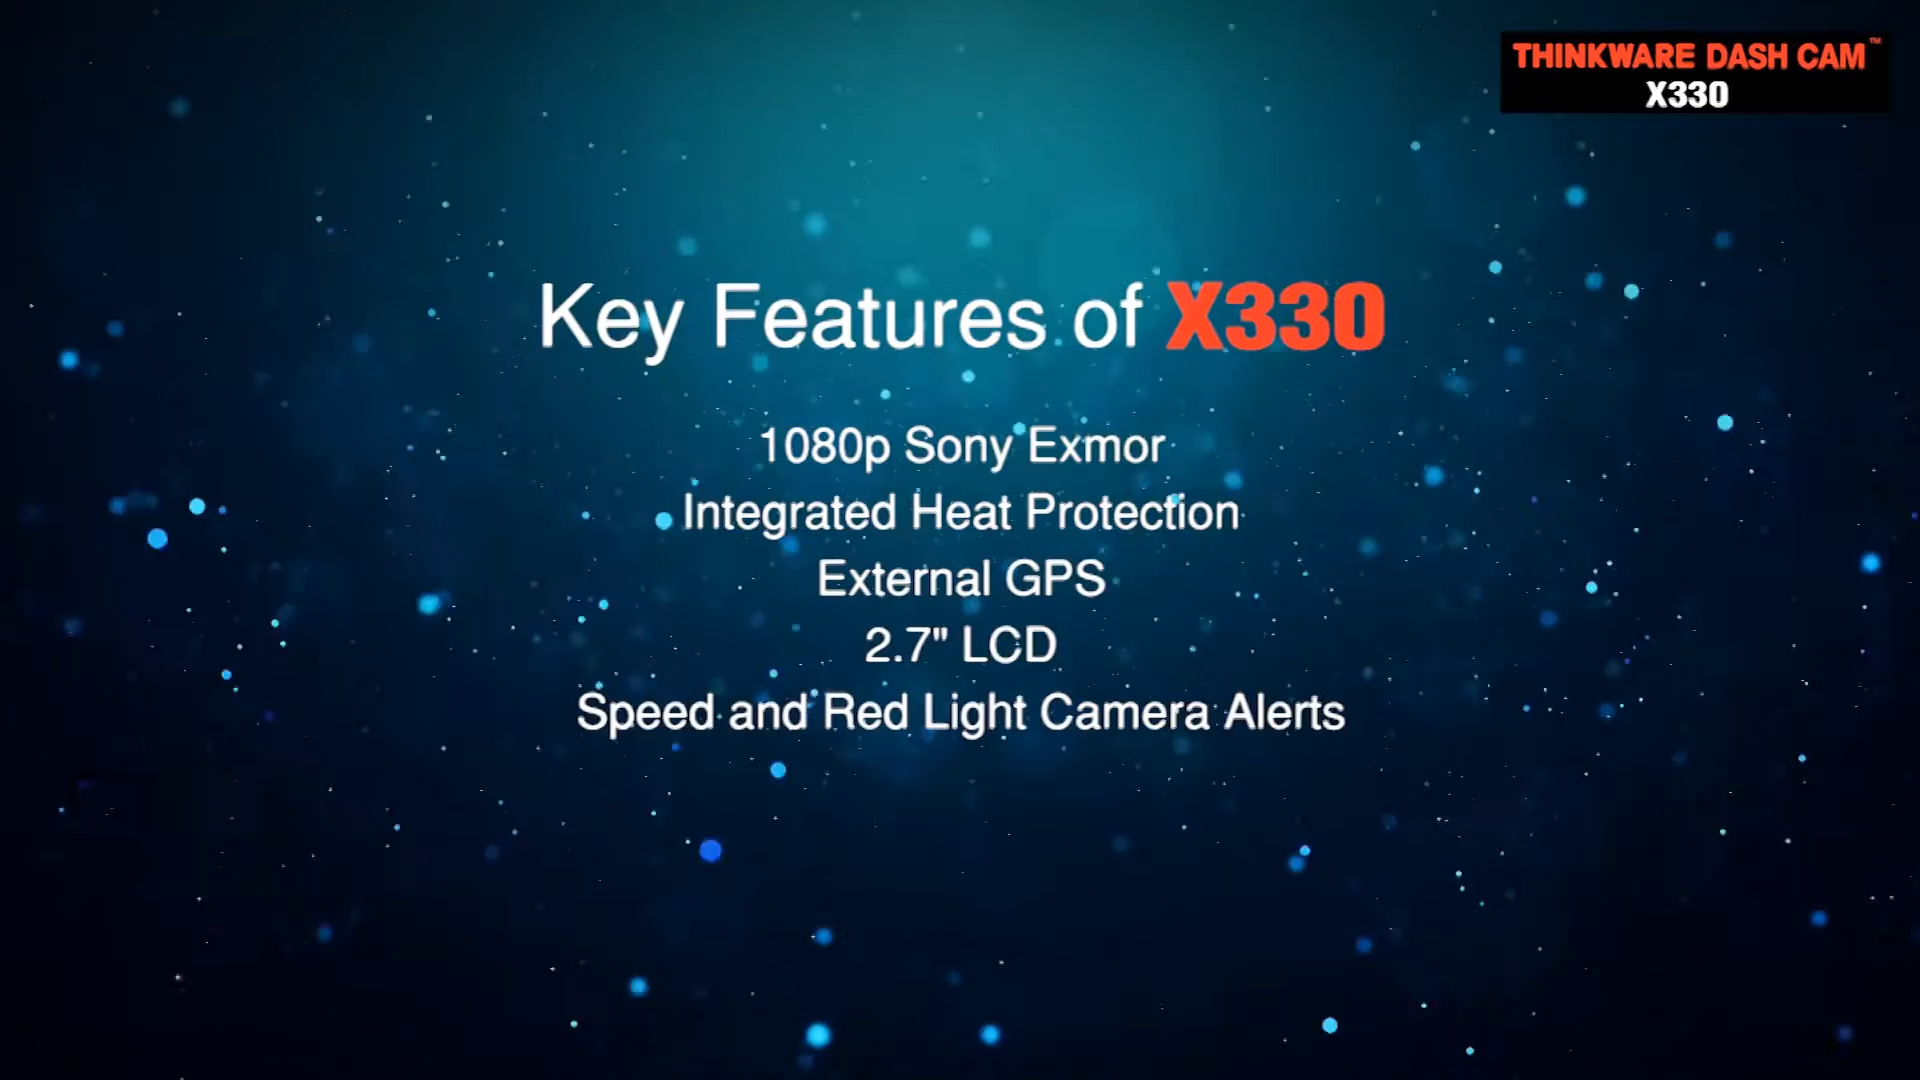 THINKWARE DASH CAM™
X330
Key Features of X330
1080p Sony Exmor
Integrated Heat Protection
External GPS
2.7" LCD
Speed and Red Light Camera Alerts